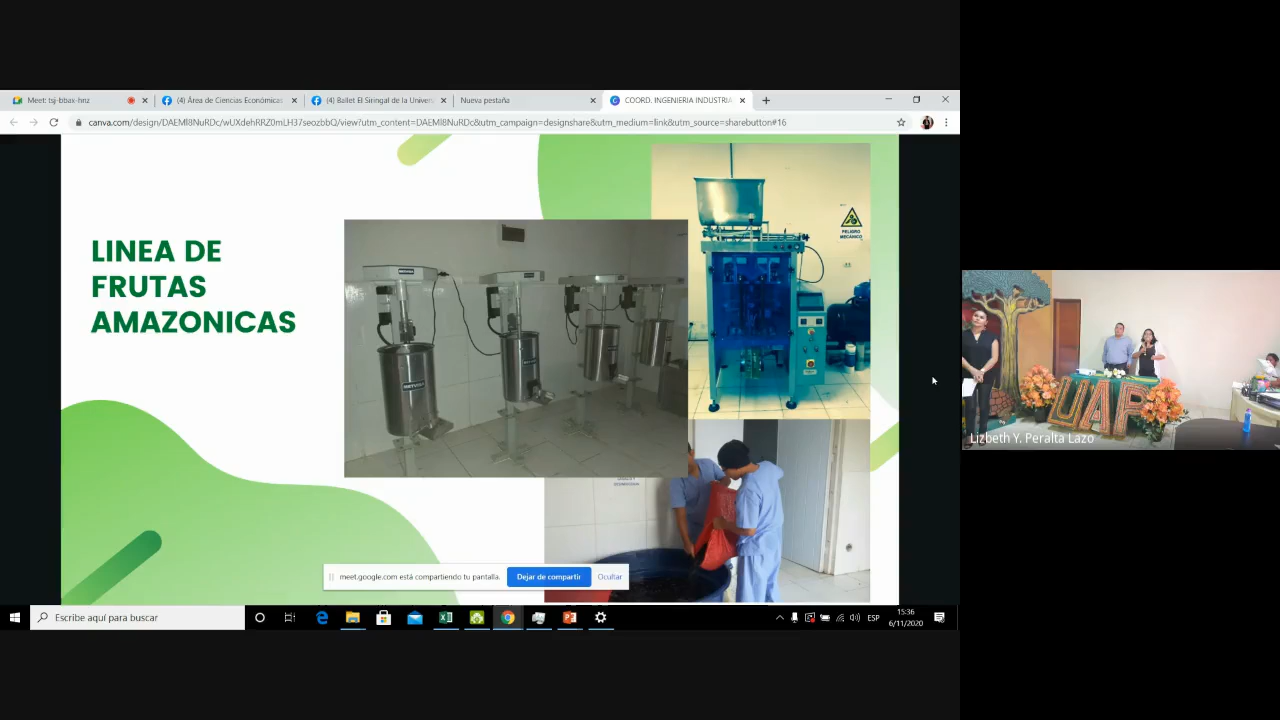 Meet: tsj-bbax-hnz
(4) Área de Ciencias Económicas
(4) Ballet El Siringal de la Univers
Nueva pestaña
COORD. INGENIERIA INDUSTRIA
canva.com/design/DAEMl8NuRDc/wUXdehRRZ0mLH37seozbbQ/view?utm_content=DAEMl8NuRDc&utm_campaign=designshare&utm_medium=link&utm_source=sharebutton#16
LINEA DE
FRUTAS
AMAZONICAS
PELIGRO
MECANICO
UAP
Lizbeth Y. Peralta Lazo
meet.google.com está compartiendo tu pantalla.
Dejar de compartir
Ocultar
Escribe aquí para buscar
ESP
15:36
6/11/2020